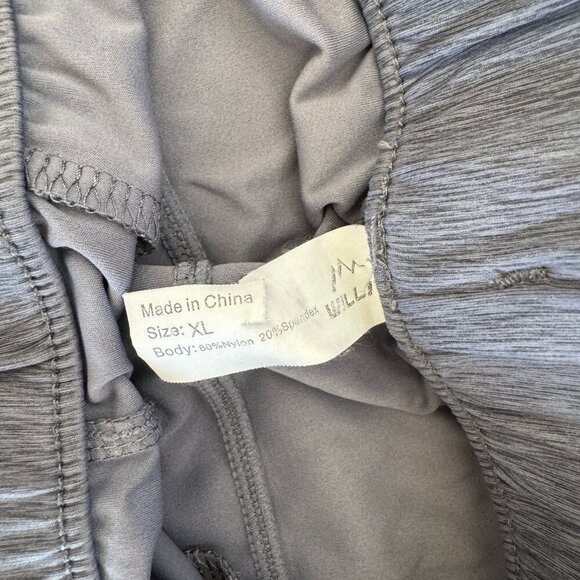 Made in China
Size: XL
Body: 80%Nylon 20%Spandex